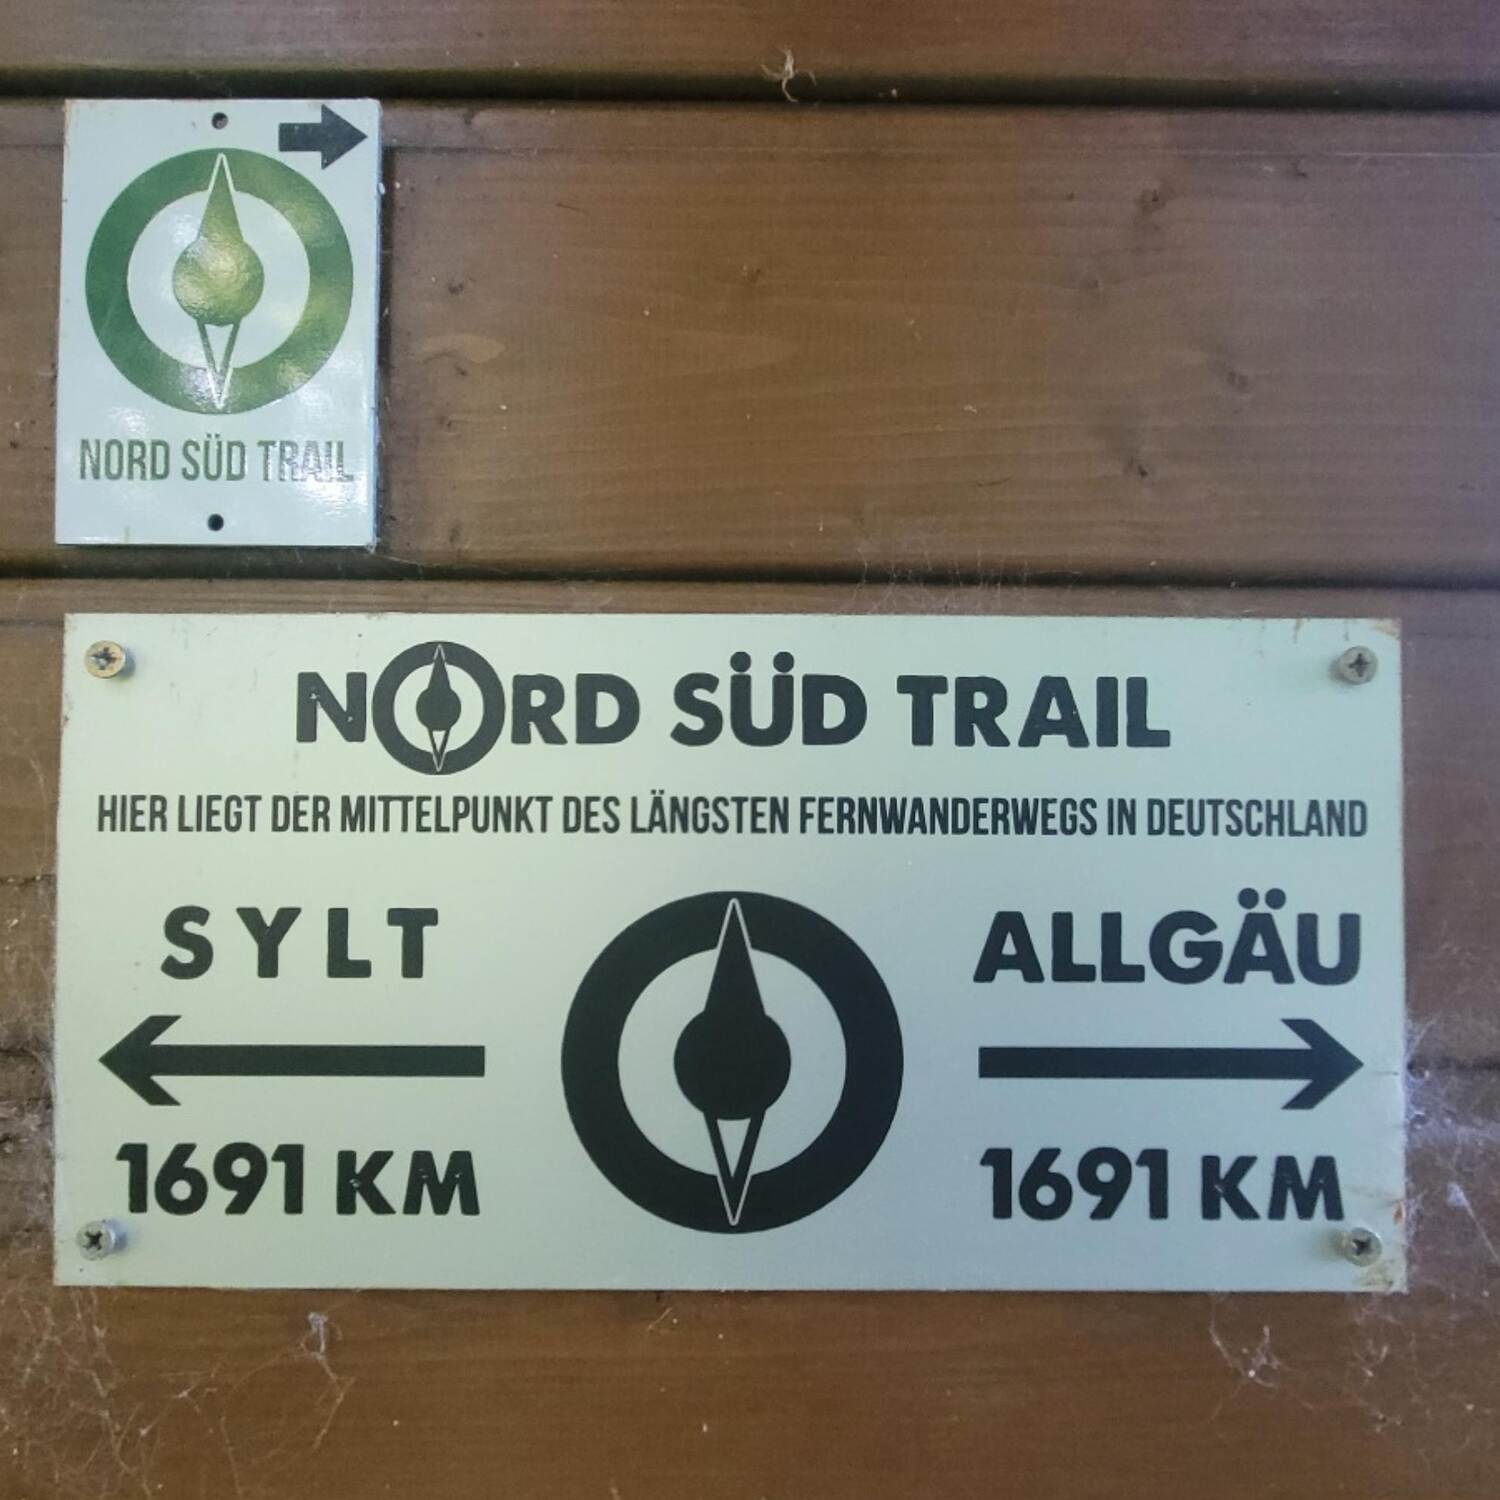 NORD SÜD TRAIL
NORD SÜD TRAIL
HIER LIEGT DER MITTELPUNKT DES LÄNGSTEN FERNWANDERWEGS IN DEUTSCHLAND
SYLT
1691 KM
ALLGÄU
1691 KM